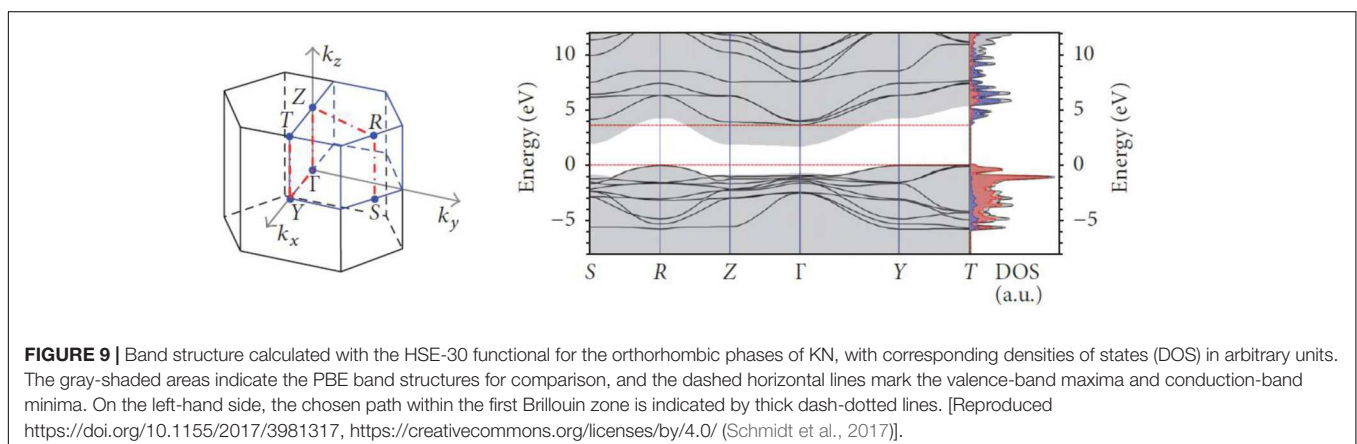 k_z
Z
T
R
Γ
Y
S
k_x
k_y
Energy (eV)
10
5
0
−5
S
R
Z
Γ
Y
T
DOS
(a.u.)
10
5
0
−5
Energy (eV)
FIGURE 9 | Band structure calculated with the HSE-30 functional for the orthorhombic phases of KN, with corresponding densities of states (DOS) in arbitrary units.
The gray-shaded areas indicate the PBE band structures for comparison, and the dashed horizontal lines mark the valence-band maxima and conduction-band
minima. On the left-hand side, the chosen path within the first Brillouin zone is indicated by thick dash-dotted lines. [Reproduced
https://doi.org/10.1155/2017/3981317, https://creativecommons.org/licenses/by/4.0/ (Schmidt et al., 2017)].